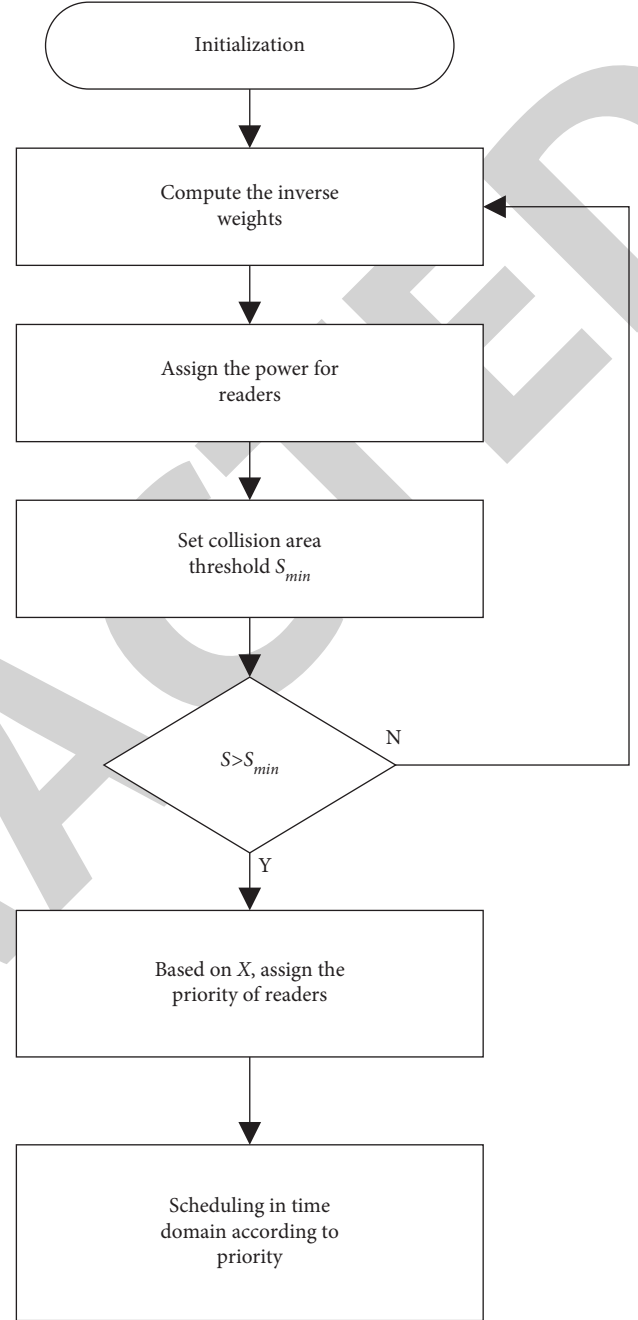 Initialization
Compute the inverse
weights
Assign the power for
readers
Set collision area
threshold S_min
S>S_min
N
Y
Based on X, assign the
priority of readers
Scheduling in time
domain according to
priority